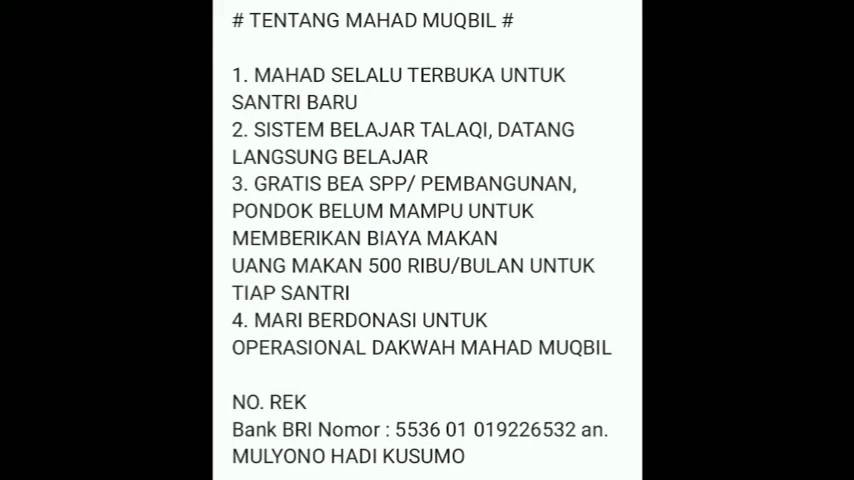 # TENTANG MAHAD MUQBIL #
1. MAHAD SELALU TERBUKA UNTUK
SANTRI BARU
2. SISTEM BELAJAR TALAQI, DATANG
LANGSUNG BELAJAR
3. GRATIS BEA SPP/ PEMBANGUNAN,
PONDOK BELUM MAMPU UNTUK
MEMBERIKAN BIAYA MAKAN
UANG MAKAN 500 RIBU/BULAN UNTUK
TIAP SANTRI
4. MARI BERDONASI UNTUK
OPERASIONAL DAKWAH MAHAD MUQBIL
NO. REK
Bank BRI Nomor : 5536 01 019226532 an.
MULYONO HADI KUSUMO